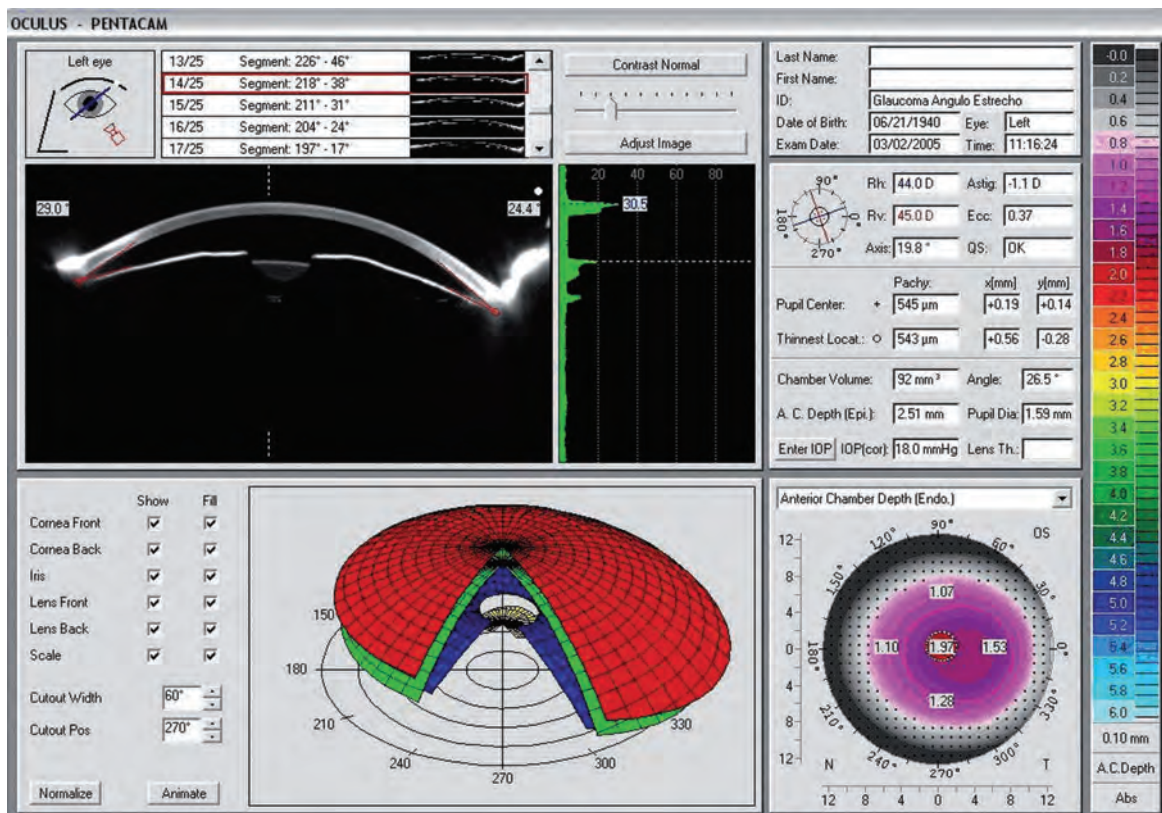 OCULUS - PENTACAM
Left eye
13/25 Segment: 226° - 46°
14/25 Segment: 218° - 38°
15/25 Segment: 211° - 31°
16/25 Segment: 204° - 24°
17/25 Segment: 197° - 17°
Contrast Normal
Adjust Image
Last Name:
First Name:
ID: Glaucoma Angulo Estrecho
Date of Birth: 06/21/1940 Eye: Left
Exam Date: 03/02/2005 Time: 11:16:24
29.0 °
24.4 °
20 40 60 80
30.5
90°
180°
0°
270°
Rh: 44.0 D Astig: -1.1 D
Rv: 45.0 D Ecc: 0.37
Axis: 19.8 ° QS: OK
Pachy: x[mm] y[mm]
Pupil Center: + 545 µm +0.19 +0.14
Thinnest Locat.: O 543 µm +0.56 -0.28
Chamber Volume: 92 mm³ Angle: 26.5 °
A. C. Depth (Epi.): 2.51 mm Pupil Dia: 1.59 mm
Enter IOP IOP(cor): 18.0 mmHg Lens Th.:
Show Fill
Cornea Front
Cornea Back
Iris
Lens Front
Lens Back
Scale
Cutout Width 60°
Cutout Pos 270°
Normalize Animate
150
180
210
240
270
300
330
Anterior Chamber Depth (Endo.)
OS
90°
120° 60°
150° 30°
180° 0°
210° 330°
240° 300°
270°
12
8
4
0
4
8
12
1.07
1.10 1.97 1.53
1.28
N T
12 8 4 0 4 8 12
-0.0
0.2
0.4
0.6
0.8
1.0
1.2
1.4
1.6
1.8
2.0
2.2
2.4
2.6
2.8
3.0
3.2
3.4
3.6
3.8
4.0
4.2
4.4
4.6
4.8
5.0
5.2
5.4
5.6
5.8
6.0
0.10 mm
A.C.Depth
Abs